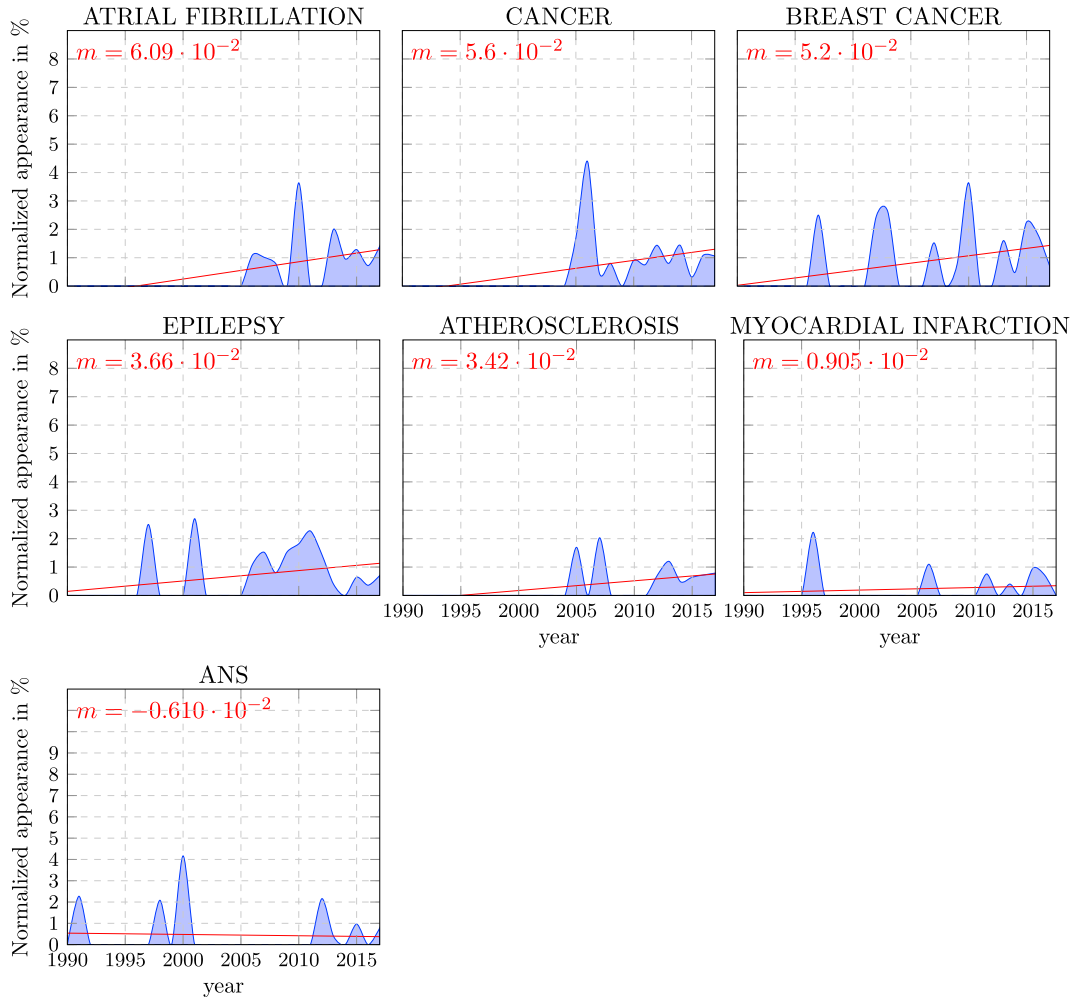 ATRIAL FIBRILLATION
CANCER
BREAST CANCER
Normalized appearance in %
m = 6.09 · 10⁻²
m = 5.6 · 10⁻²
m = 5.2 · 10⁻²
8
7
6
5
4
3
2
1
0
EPILEPSY
ATHEROSCLEROSIS
MYOCARDIAL INFARCTION
Normalized appearance in %
m = 3.66 · 10⁻²
m = 3.42 · 10⁻²
m = 0.905 · 10⁻²
8
7
6
5
4
3
2
1
0
1990 1995 2000 2005 2010 2015
year
1990 1995 2000 2005 2010 2015
year
ANS
Normalized appearance in %
m = −0.610 · 10⁻²
9
8
7
6
5
4
3
2
1
0
1990 1995 2000 2005 2010 2015
year